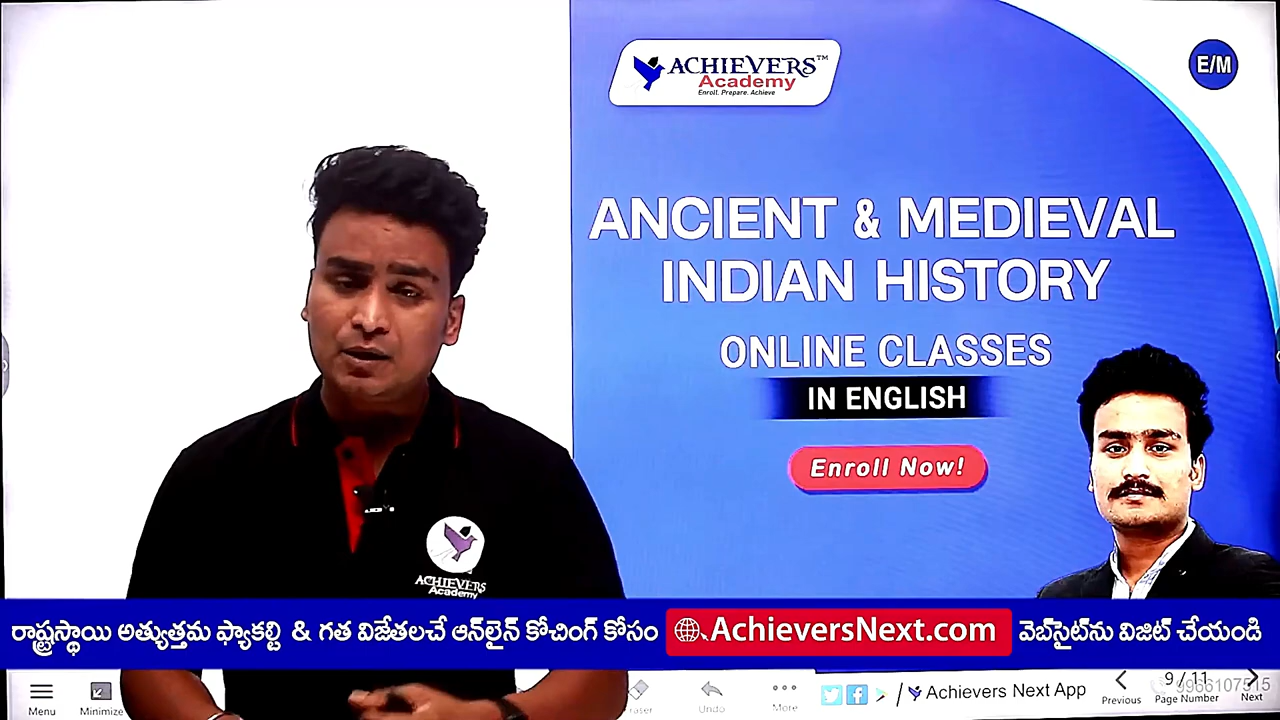 ACHIEVERS™
Academy
Enroll. Prepare. Achieve
E/M
ANCIENT & MEDIEVAL
INDIAN HISTORY
ONLINE CLASSES
IN ENGLISH
Enroll Now!
ACHIEVERS
Academy
రాష్ట్రస్థాయి అత్యుత్తమ ఫ్యాకల్టి & గత విజేతలచే ఆన్‌లైన్ కోచింగ్ కోసం AchieversNext.com వెబ్‌సైట్‌ను విజిట్ చేయండి
Menu
Minimize
Undo
More
Achievers Next App
Previous
9 / 11
Page Number
Next
9966107515